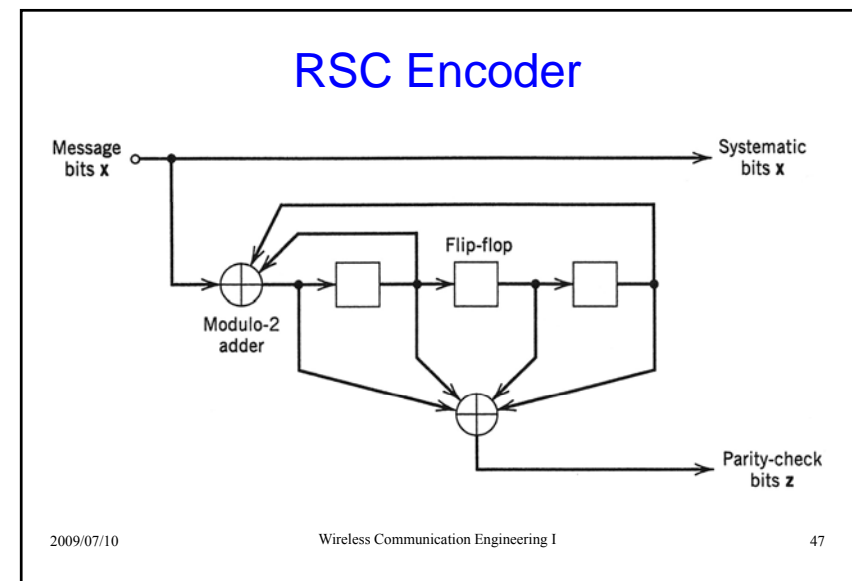 RSC Encoder
Message
bits x
Systematic
bits x
Flip-flop
Modulo-2
adder
Parity-check
bits z
2009/07/10
Wireless Communication Engineering I
47